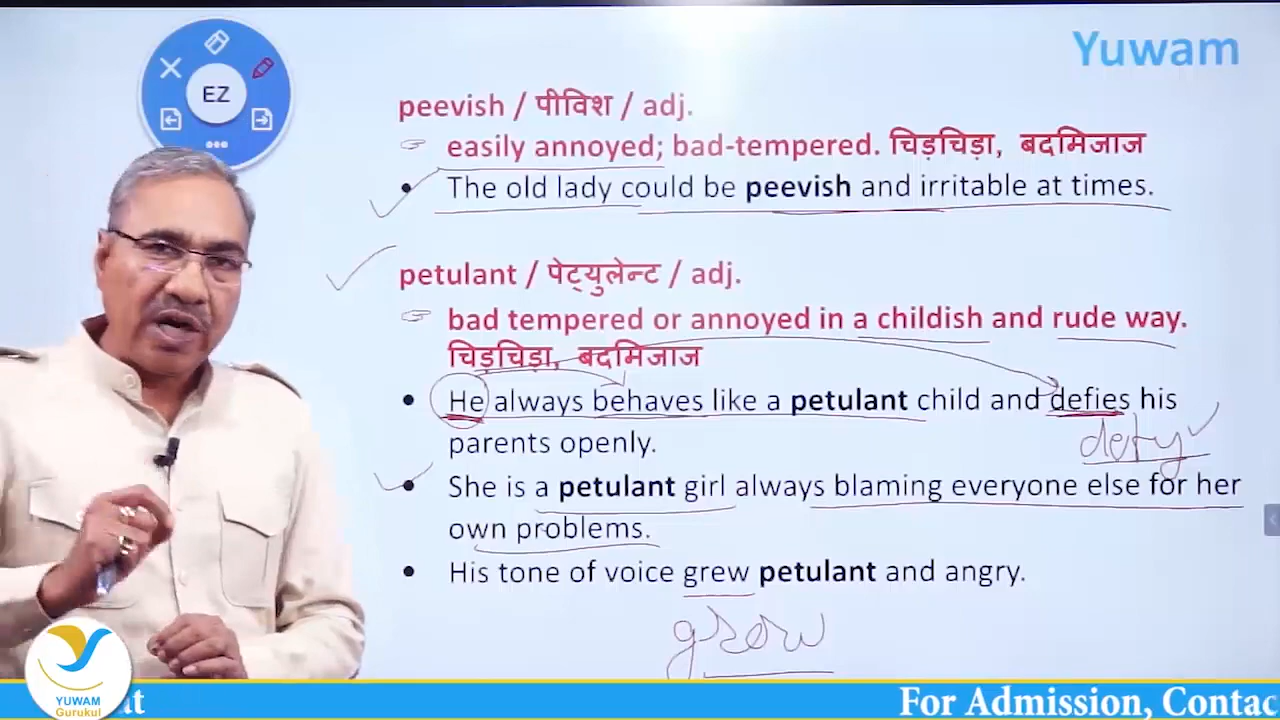 Yuwam
EZ
peevish / पीविश / adj.
easily annoyed; bad-tempered. चिड़चिड़ा, बदमिजाज
The old lady could be peevish and irritable at times.
petulant / पेट्युलेन्ट / adj.
bad tempered or annoyed in a childish and rude way.
चिड़चिड़ा, बदमिजाज
He always behaves like a petulant child and defies his
defy
parents openly.
She is a petulant girl always blaming everyone else for her
own problems.
His tone of voice grew petulant and angry.
grow
YUWAM
Gurukul
ut
For Admission, Contac